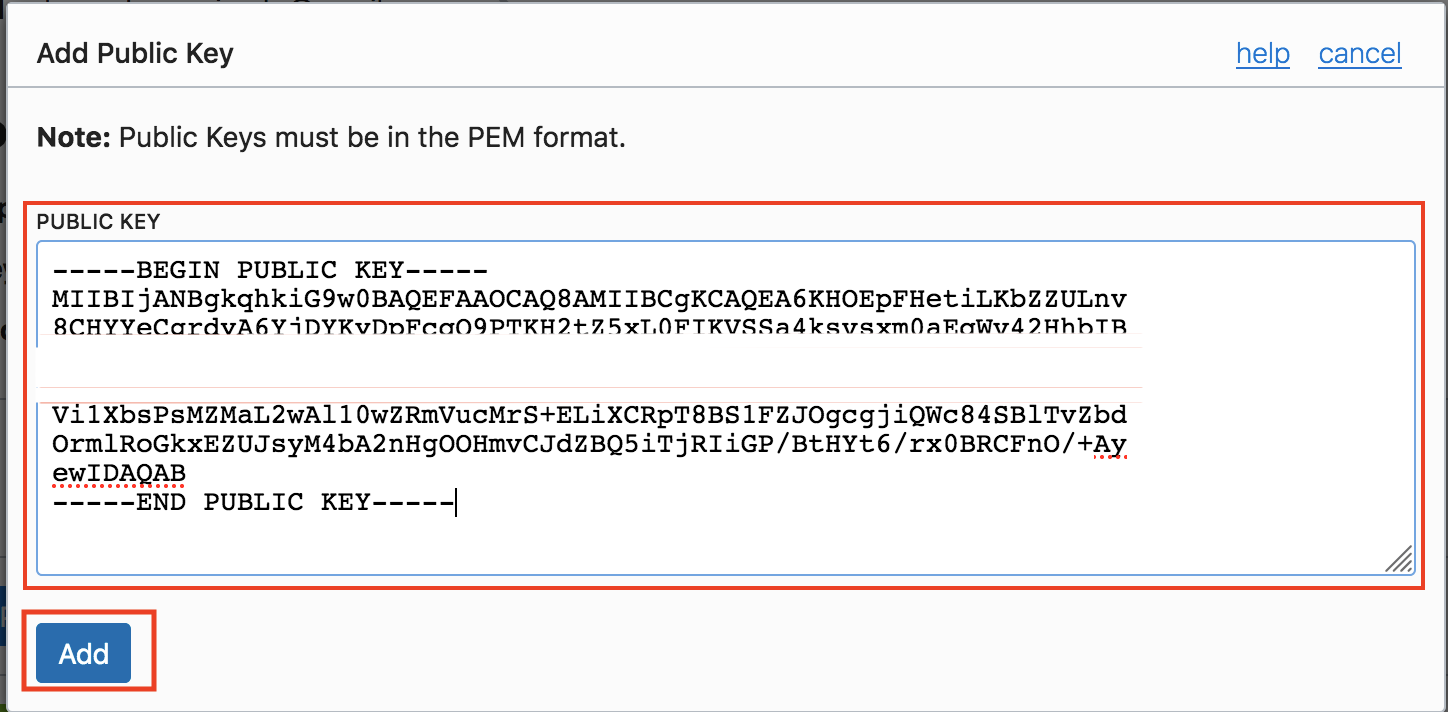 Add Public Key
help cancel
Note: Public Keys must be in the PEM format.
PUBLIC KEY
-----BEGIN PUBLIC KEY-----
MIIBIjANBgkqhkiG9w0BAQEFAAOCAQ8AMIIBCgKCAQEA6KHOEpFHetiLKbZZULnv
Vi1XbsPsMZMaL2wAl10wZRmVucMrS+ELiXCRpT8BS1FZJOgcgjiQWc84SBlTvZbd
OrmlRoGkxEZUJsyM4bA2nHgOOHmvCJdZBQ5iTjRIiGP/BtHYt6/rx0BRCFnO/+Ay
ewIDAQAB
-----END PUBLIC KEY-----
Add